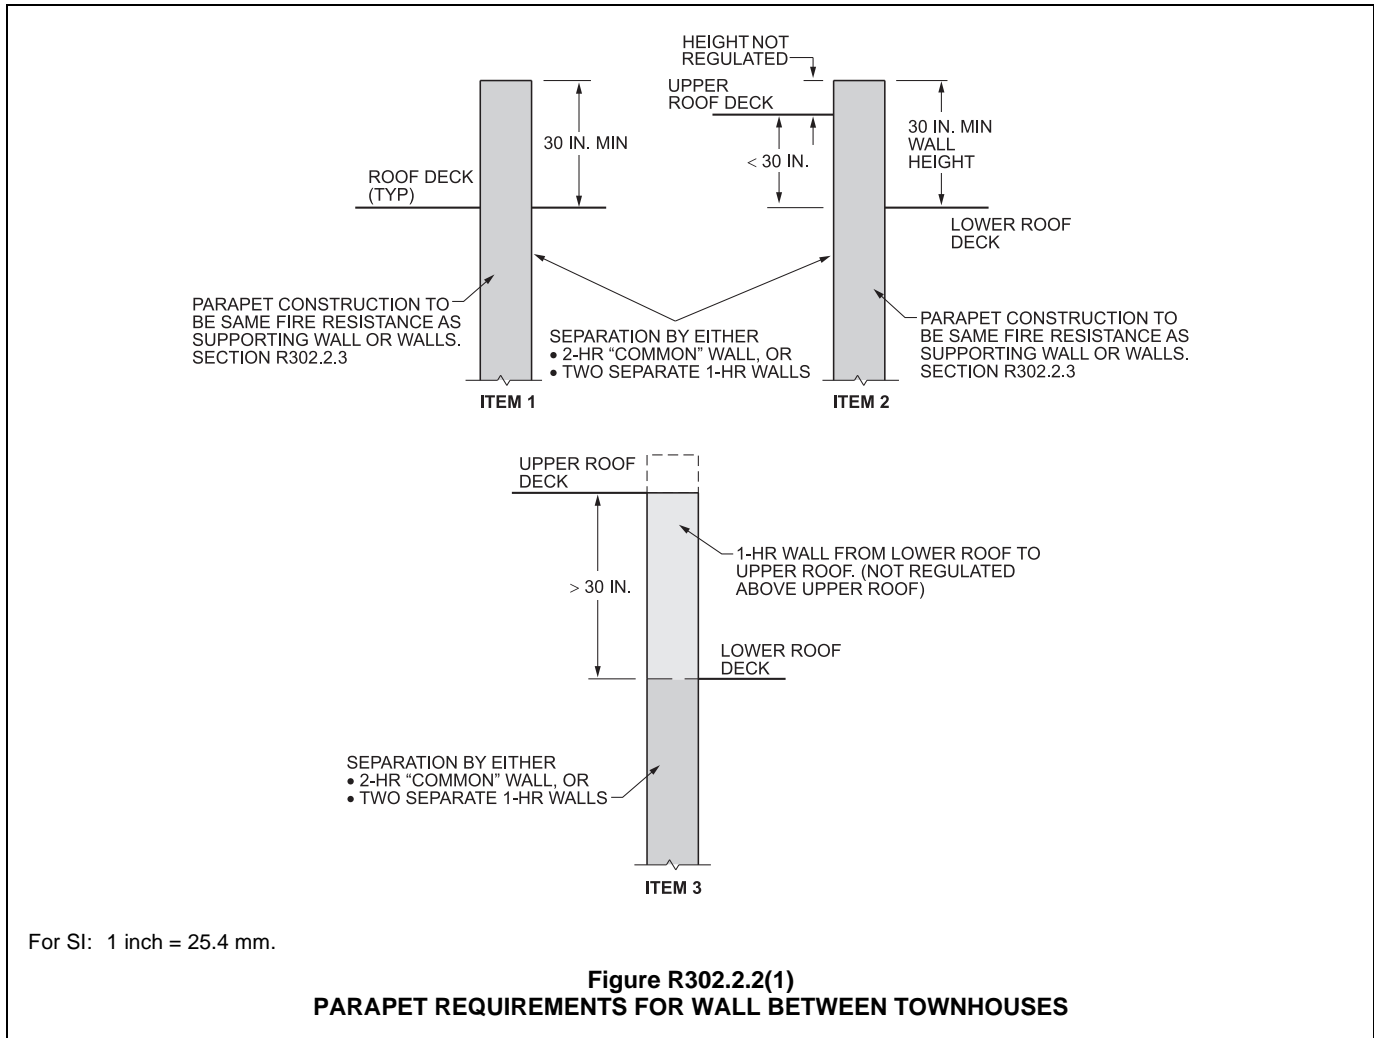 HEIGHT NOT
REGULATED
UPPER
ROOF DECK
30 IN. MIN
< 30 IN.
30 IN. MIN
WALL
HEIGHT
ROOF DECK
(TYP)
LOWER ROOF
DECK
PARAPET CONSTRUCTION TO
BE SAME FIRE RESISTANCE AS
SUPPORTING WALL OR WALLS.
SECTION R302.2.3
SEPARATION BY EITHER
• 2-HR “COMMON” WALL, OR
• TWO SEPARATE 1-HR WALLS
PARAPET CONSTRUCTION TO
BE SAME FIRE RESISTANCE AS
SUPPORTING WALL OR WALLS.
SECTION R302.2.3
ITEM 1
ITEM 2
UPPER ROOF
DECK
> 30 IN.
1-HR WALL FROM LOWER ROOF TO
UPPER ROOF. (NOT REGULATED
ABOVE UPPER ROOF)
LOWER ROOF
DECK
SEPARATION BY EITHER
• 2-HR “COMMON” WALL, OR
• TWO SEPARATE 1-HR WALLS
ITEM 3
For SI: 1 inch = 25.4 mm.
Figure R302.2.2(1)
PARAPET REQUIREMENTS FOR WALL BETWEEN TOWNHOUSES